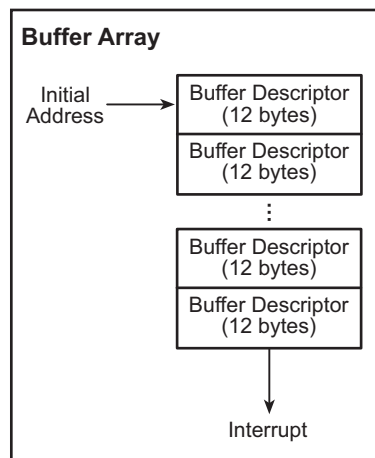 Buffer Array
Initial
Address
Buffer Descriptor
(12 bytes)
Buffer Descriptor
(12 bytes)
Buffer Descriptor
(12 bytes)
Buffer Descriptor
(12 bytes)
Interrupt